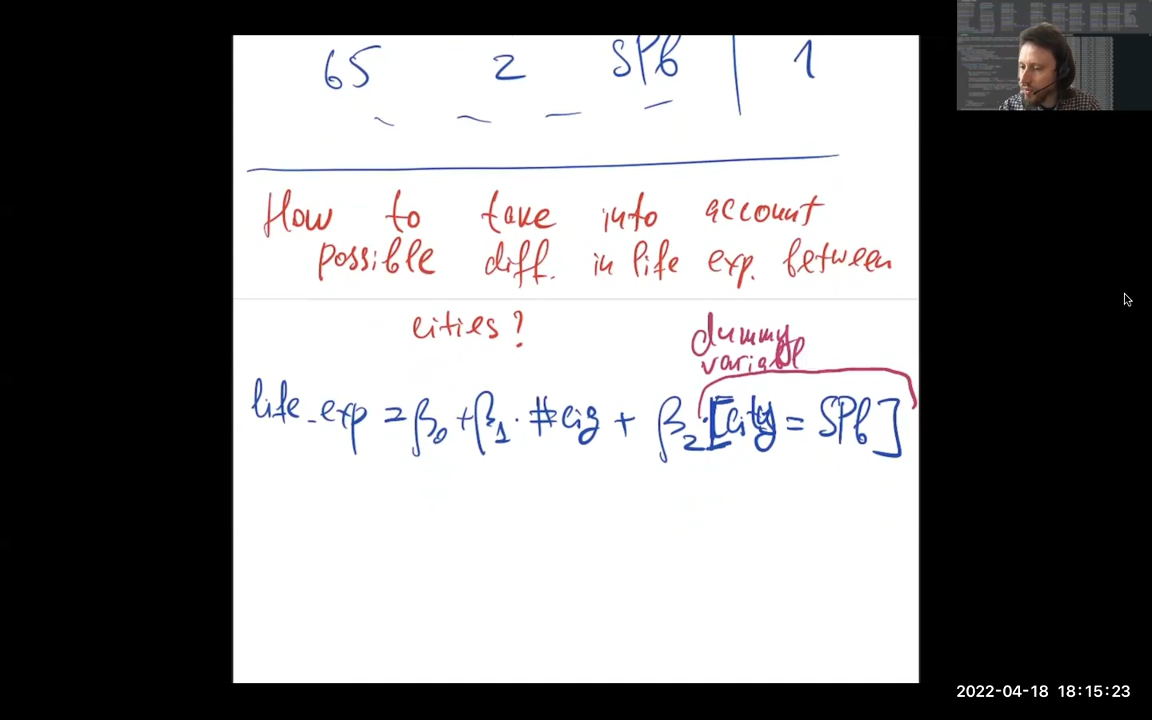 65 2 SPb 1
How to take into account
possible diff. in life exp. between
cities?
dummy
variabl
life_exp = β₀ + β₁ · #cig + β₂ · [city = SPb]
2022-04-18 18:15:23